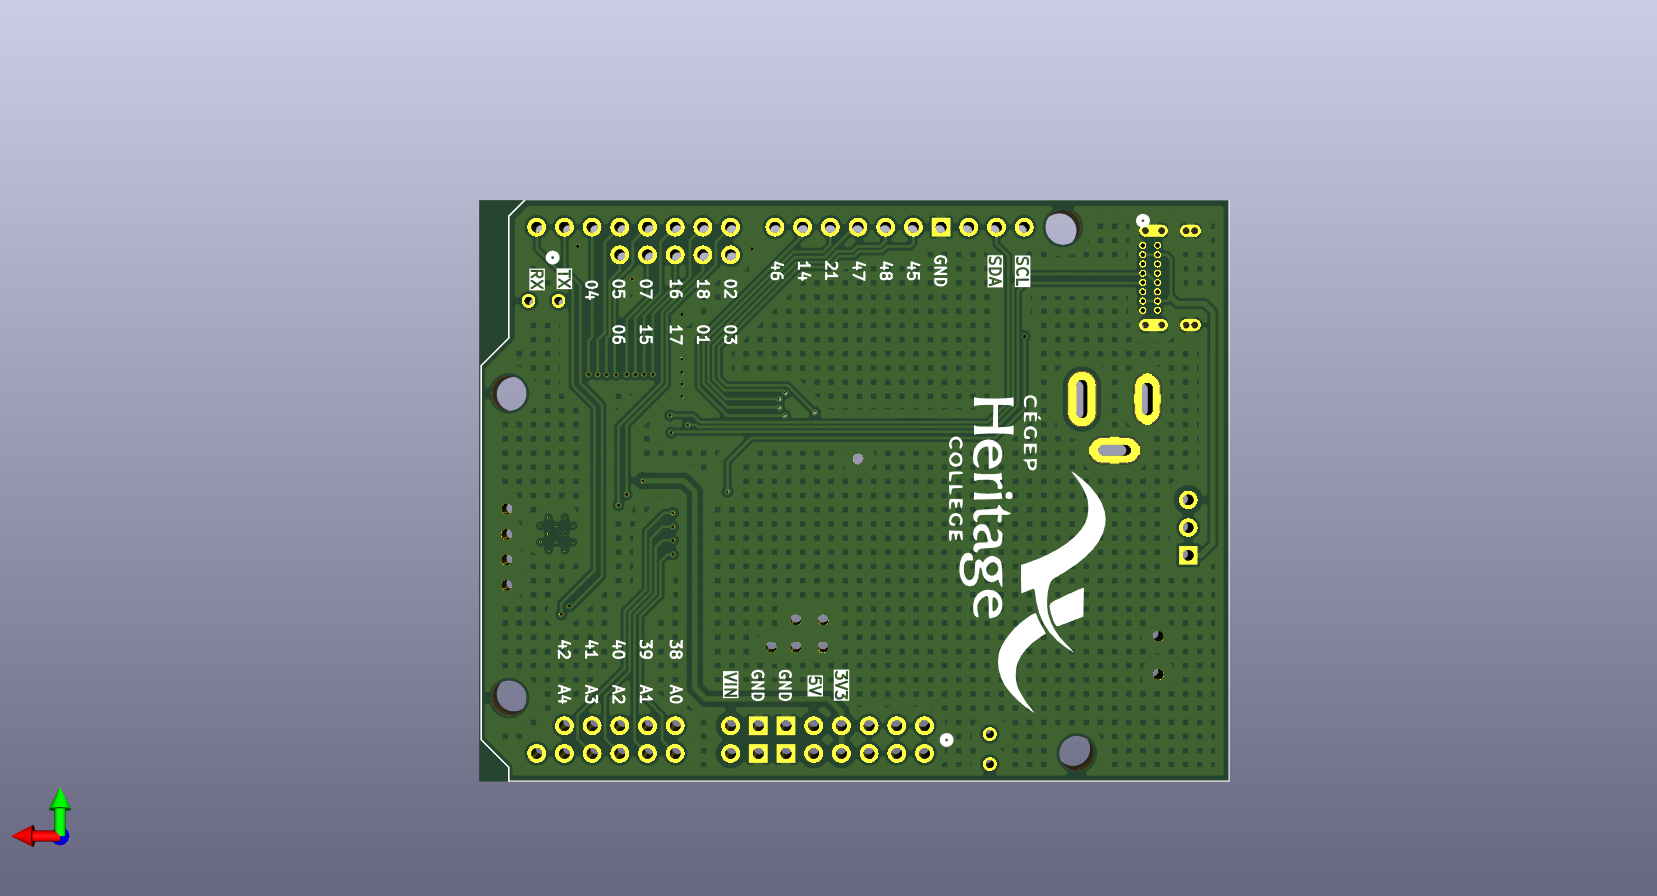 RX TX 04 05 07 16 18 02 46 14 21 47 48 45 GND SDA SCL
06 15 17 01 03
CÉGEP
Heritage
COLLEGE
42 41 40 39 38
A4 A3 A2 A1 A0 VIN GND GND 5V 3V3